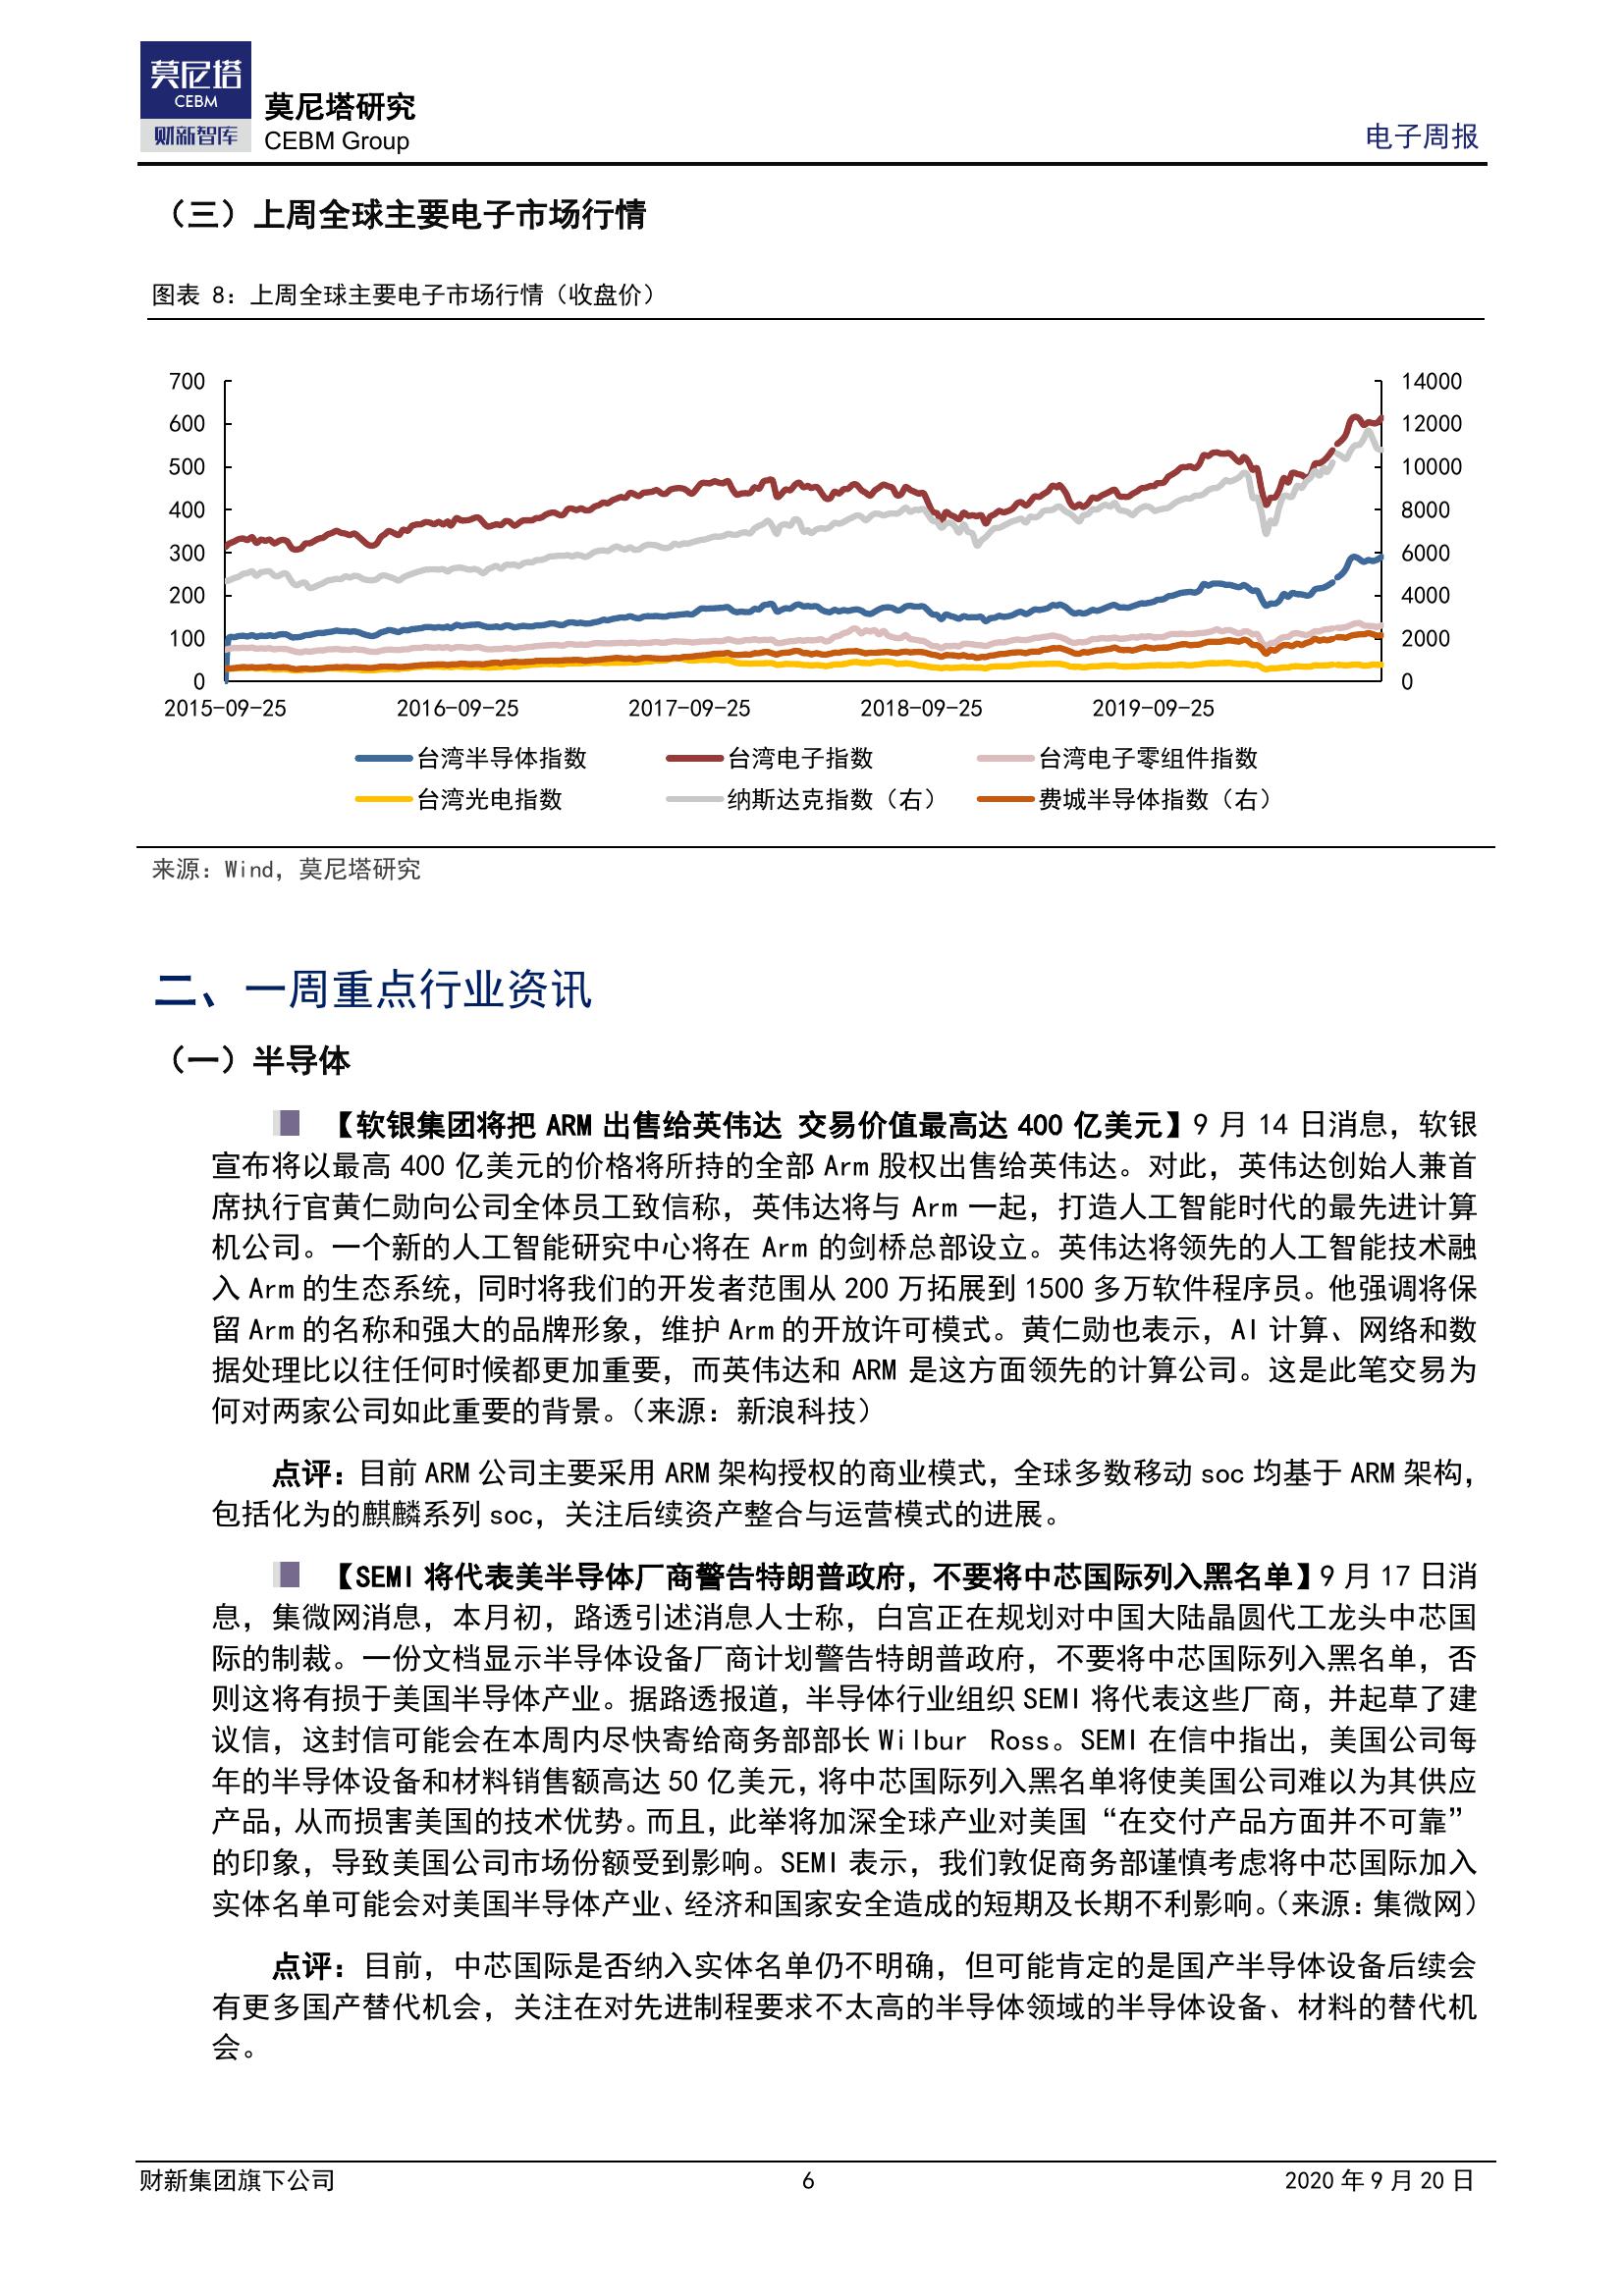 莫尼塔
CEBM
财新智库
莫尼塔研究
CEBM Group
电子周报
（三）上周全球主要电子市场行情
图表 8：上周全球主要电子市场行情（收盘价）
700
600
500
400
300
200
100
0
14000
12000
10000
8000
6000
4000
2000
0
2015-09-25 2016-09-25 2017-09-25 2018-09-25 2019-09-25
台湾半导体指数 台湾电子指数 台湾电子零组件指数
台湾光电指数 纳斯达克指数（右） 费城半导体指数（右）
来源：Wind，莫尼塔研究
二、一周重点行业资讯
（一）半导体
【软银集团将把 ARM 出售给英伟达 交易价值最高达 400 亿美元】9 月 14 日消息，软银
宣布将以最高 400 亿美元的价格将所持的全部 Arm 股权出售给英伟达。对此，英伟达创始人兼首
席执行官黄仁勋向公司全体员工致信称，英伟达将与 Arm 一起，打造人工智能时代的最先进计算
机公司。一个新的人工智能研究中心将在 Arm 的剑桥总部设立。英伟达将领先的人工智能技术融
入 Arm 的生态系统，同时将我们的开发者范围从 200 万拓展到 1500 多万软件程序员。他强调将保
留 Arm 的名称和强大的品牌形象，维护 Arm 的开放许可模式。黄仁勋也表示，AI 计算、网络和数
据处理比以往任何时候都更加重要，而英伟达和 ARM 是这方面领先的计算公司。这是此笔交易为
何对两家公司如此重要的背景。（来源：新浪科技）
点评：目前 ARM 公司主要采用 ARM 架构授权的商业模式，全球多数移动 soc 均基于 ARM 架构，
包括化为的麒麟系列 soc，关注后续资产整合与运营模式的进展。
【SEMI 将代表美半导体厂商警告特朗普政府，不要将中芯国际列入黑名单】9 月 17 日消
息，集微网消息，本月初，路透引述消息人士称，白宫正在规划对中国大陆晶圆代工龙头中芯国
际的制裁。一份文档显示半导体设备厂商计划警告特朗普政府，不要将中芯国际列入黑名单，否
则这将有损于美国半导体产业。据路透报道，半导体行业组织 SEMI 将代表这些厂商，并起草了建
议信，这封信可能会在本周内尽快寄给商务部部长 Wilbur Ross。SEMI 在信中指出，美国公司每
年的半导体设备和材料销售额高达 50 亿美元，将中芯国际列入黑名单将使美国公司难以为其供应
产品，从而损害美国的技术优势。而且，此举将加深全球产业对美国“在交付产品方面并不可靠”
的印象，导致美国公司市场份额受到影响。SEMI 表示，我们敦促商务部谨慎考虑将中芯国际加入
实体名单可能会对美国半导体产业、经济和国家安全造成的短期及长期不利影响。（来源：集微网）
点评：目前，中芯国际是否纳入实体名单仍不明确，但可能肯定的是国产半导体设备后续会
有更多国产替代机会，关注在对先进制程要求不太高的半导体领域的半导体设备、材料的替代机
会。
财新集团旗下公司 6 2020 年 9 月 20 日